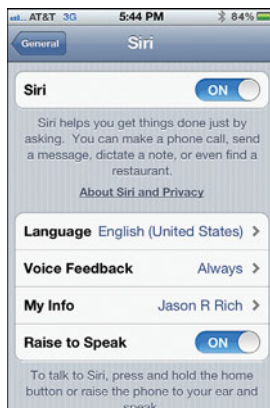 AT&T 3G 5:44 PM 84%
General Siri
Siri ON
Siri helps you get things done just by
asking. You can make a phone call, send
a message, dictate a note, or even find a
restaurant.
About Siri and Privacy
Language English (United States) >
Voice Feedback Always >
My Info Jason R Rich >
Raise to Speak ON
To talk to Siri, press and hold the home
button or raise the phone to your ear and
speak